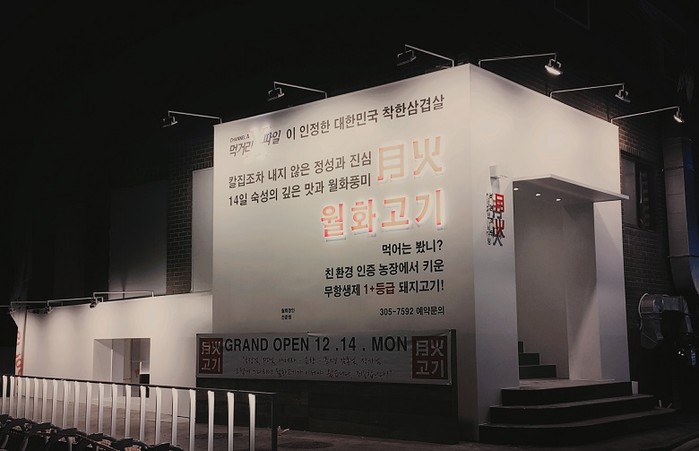 CHANNEL A
먹거리 X파일 이 인정한 대한민국 착한삼겹살
칼집조차 내지 않은 정성과 진심
14일 숙성의 깊은 맛과 월화풍미
月火
월화고기
먹어는 봤니?
친환경 인증 농장에서 키운
무항생제 1+등급 돼지고기!
305-7592 예약문의
月火
月火
고기
GRAND OPEN 12 . 14 . MON
月火
고기